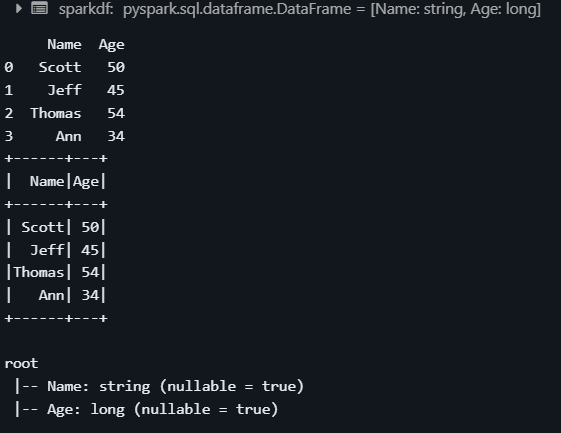 sparkdf: pyspark.sql.dataframe.DataFrame = [Name: string, Age: long]
     Name  Age
0   Scott   50
1    Jeff   45
2  Thomas   54
3     Ann   34
+------+---+
|  Name|Age|
+------+---+
| Scott| 50|
|  Jeff| 45|
|Thomas| 54|
|   Ann| 34|
+------+---+
root
 |-- Name: string (nullable = true)
 |-- Age: long (nullable = true)